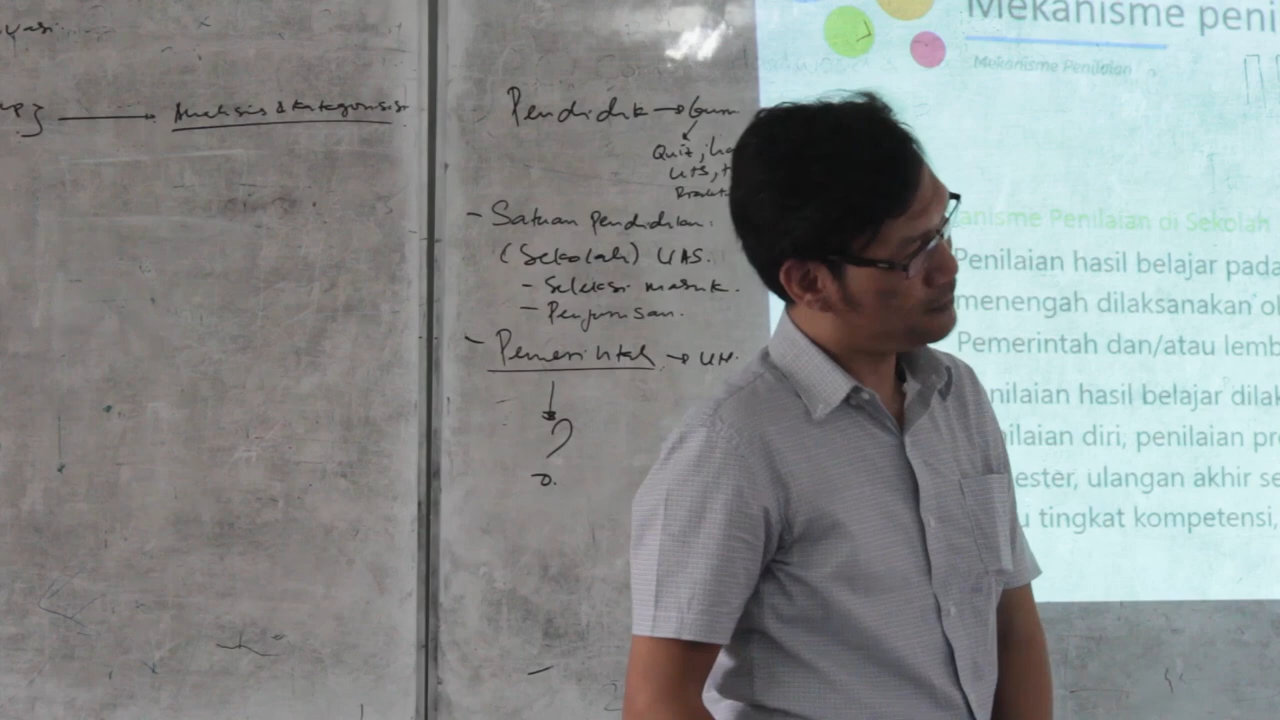 Analisis & Kategorisasi
Pendidik → Guru
Quiz,
UTS,
- Satuan pendidikan.
(Sekolah) UAS.
- Seleksi masuk.
- Penjurusan.
- Pemerintah → UN.
?
Mekanisme peni
Mekanisme Penilaian
anisme Penilaian di Sekolah
Penilaian hasil belajar pada
menengah dilaksanakan ol
Pemerintah dan/atau lemb
nilaian hasil belajar dilak
ilaian diri, penilaian pr
ester, ulangan akhir se
u tingkat kompetensi,